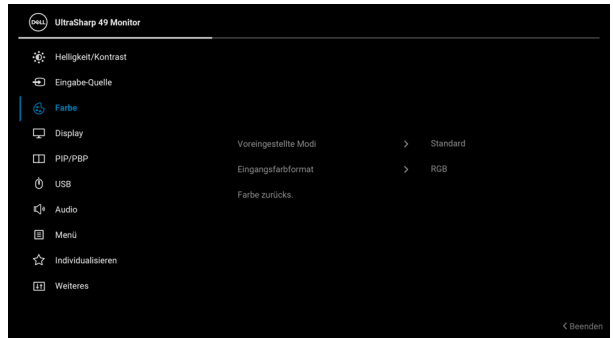 DELL UltraSharp 49 Monitor
Helligkeit/Kontrast
Eingabe-Quelle
Farbe
Display
Voreingestellte Modi Standard
PIP/PBP
Eingangsfarbformat RGB
USB
Farbe zurücks.
Audio
Menü
Individualisieren
Weiteres
Beenden